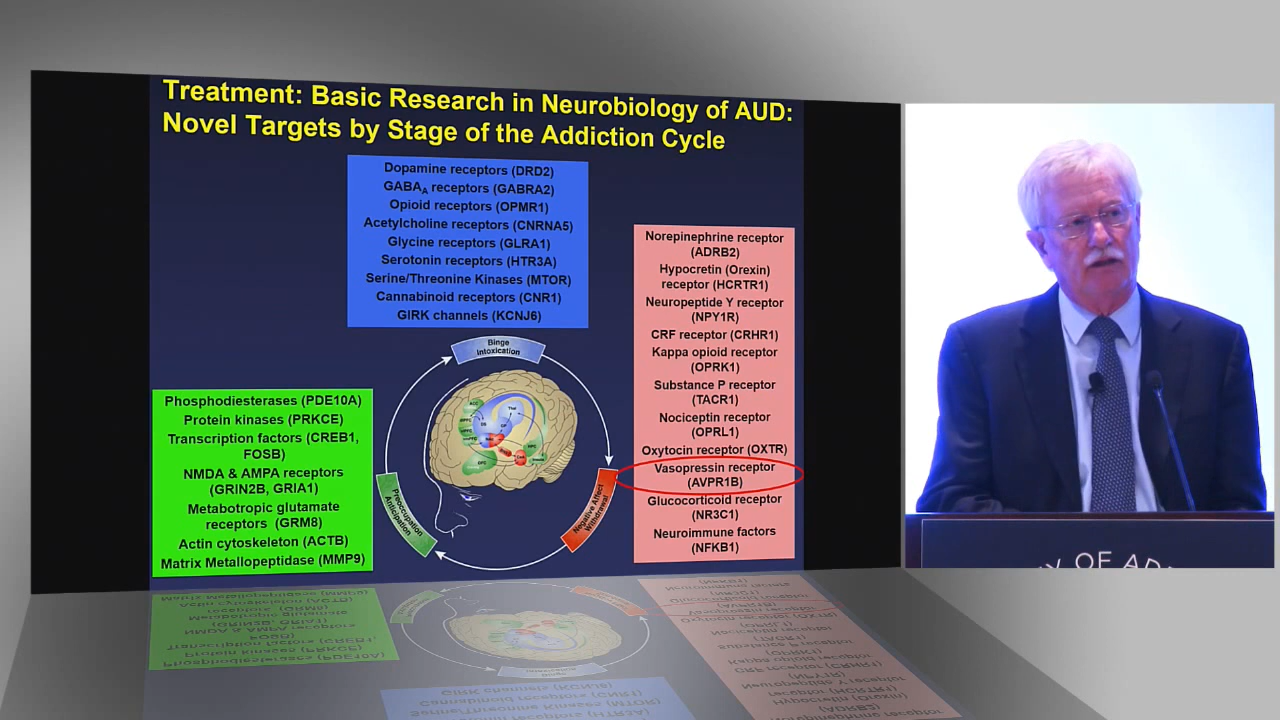 Treatment: Basic Research in Neurobiology of AUD:
Novel Targets by Stage of the Addiction Cycle
Dopamine receptors (DRD2)
GABAA receptors (GABRA2)
Opioid receptors (OPMR1)
Acetylcholine receptors (CNRNA5)
Glycine receptors (GLRA1)
Serotonin receptors (HTR3A)
Serine/Threonine Kinases (MTOR)
Cannabinoid receptors (CNR1)
GIRK channels (KCNJ6)
Norepinephrine receptor
(ADRB2)
Hypocretin (Orexin)
receptor (HCRTR1)
Neuropeptide Y receptor
(NPY1R)
CRF receptor (CRHR1)
Kappa opioid receptor
(OPRK1)
Substance P receptor
(TACR1)
Nociceptin receptor
(OPRL1)
Oxytocin receptor (OXTR)
Vasopressin receptor
(AVPR1B)
Glucocorticoid receptor
(NR3C1)
Neuroimmune factors
(NFKB1)
Binge
Intoxication
Negative Affect
Withdrawal
Preoccupation
Anticipation
Phosphodiesterases (PDE10A)
Protein kinases (PRKCE)
Transcription factors (CREB1,
FOSB)
NMDA & AMPA receptors
(GRIN2B, GRIA1)
Metabotropic glutamate
receptors (GRM8)
Actin cytoskeleton (ACTB)
Matrix Metallopeptidase (MMP9)
OF AD